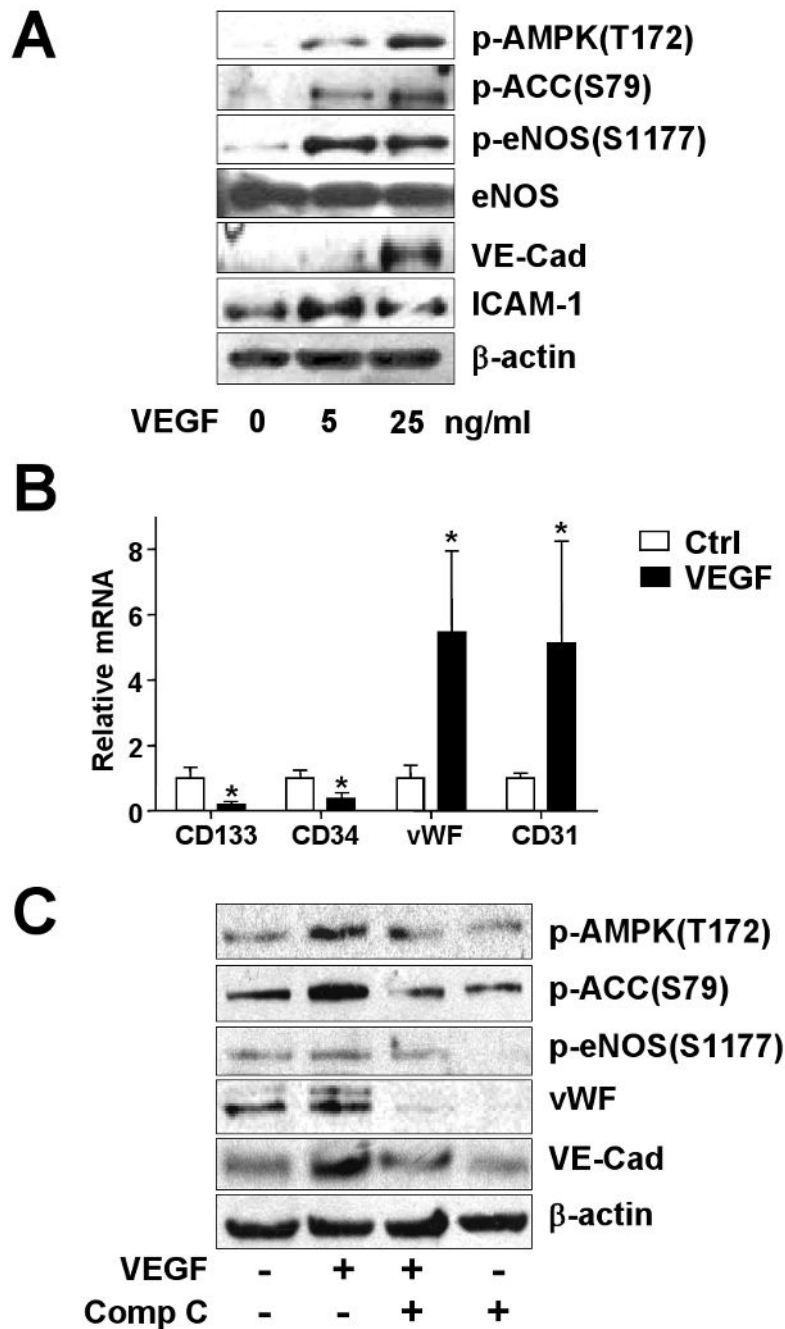 A
p-AMPK(T172)
p-ACC(S79)
p-eNOS(S1177)
eNOS
VE-Cad
ICAM-1
β-actin
VEGF 0 5 25 ng/ml
B
Relative mRNA
8
6
4
2
0
* * * *
CD133 CD34 vWF CD31
Ctrl
VEGF
C
p-AMPK(T172)
p-ACC(S79)
p-eNOS(S1177)
vWF
VE-Cad
β-actin
VEGF - + + -
Comp C - - + +